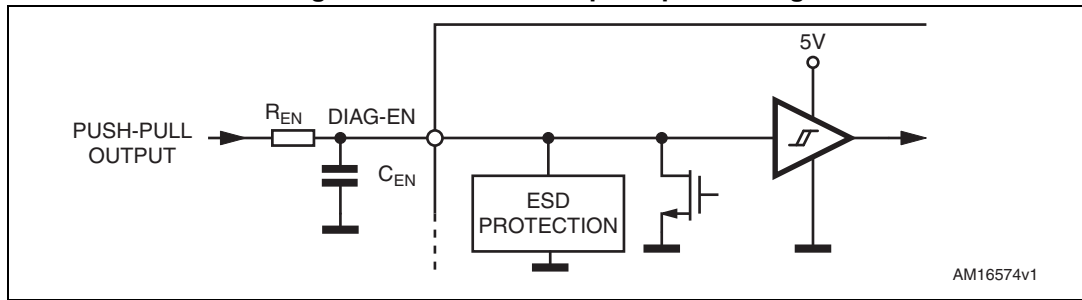 5V
R_EN DIAG-EN
PUSH-PULL
OUTPUT
C_EN
ESD
PROTECTION
AM16574v1